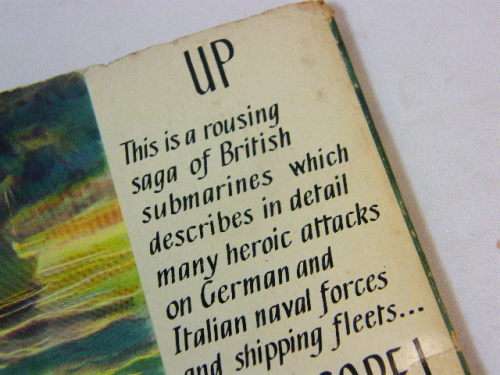 UP
This is a rousing
saga of British
submarines which
describes in detail
many heroic attacks
on German and
Italian naval forces
and shipping fleets...